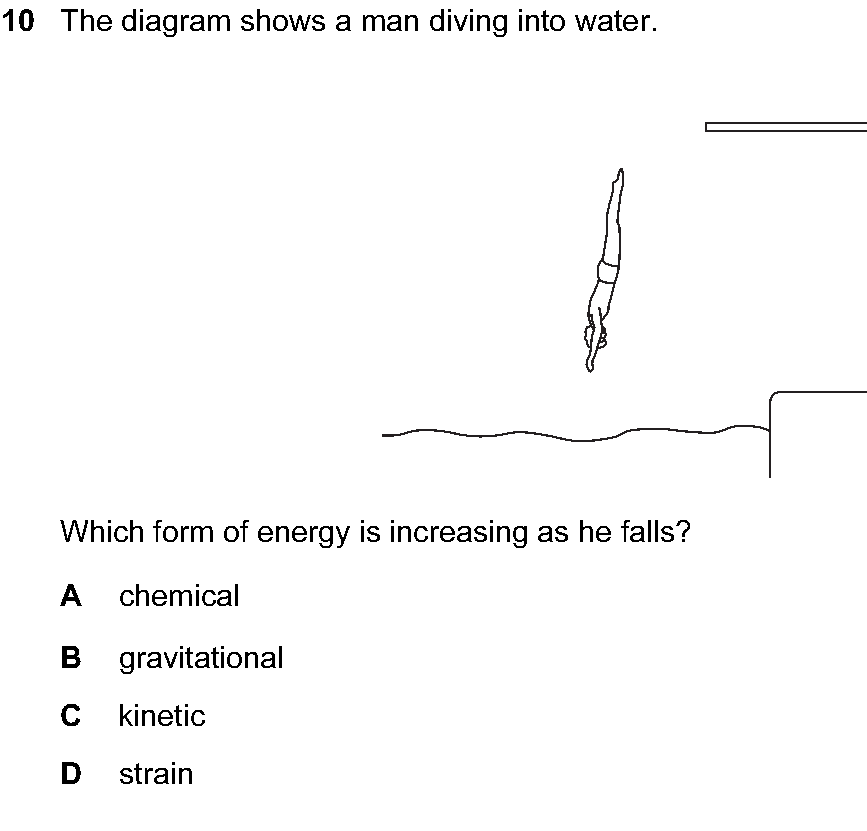 10 The diagram shows a man diving into water.
Which form of energy is increasing as he falls?
A chemical
B gravitational
C kinetic
D strain